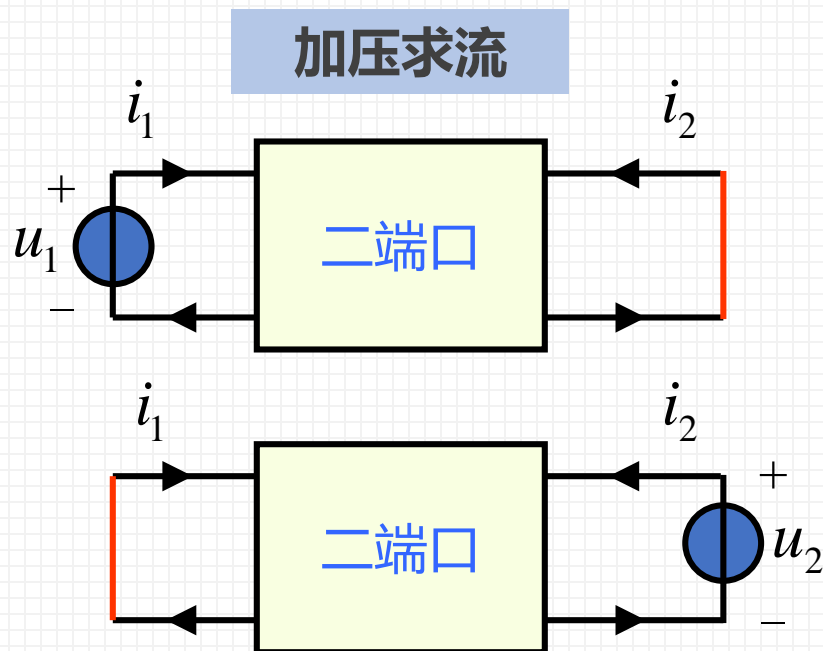 加压求流
i₁ i₂
+
u₁ 二端口
−
i₁ i₂
+
二端口 u₂
−